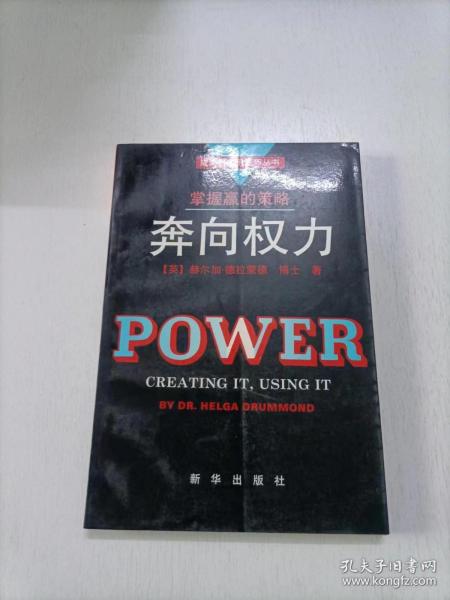 掌握赢的策略
奔向权力
【英】赫尔加·德拉蒙德 博士 著
POWER
CREATING IT, USING IT
BY DR. HELGA DRUMMOND
新华出版社
孔夫子旧书网
www.kongfz.com